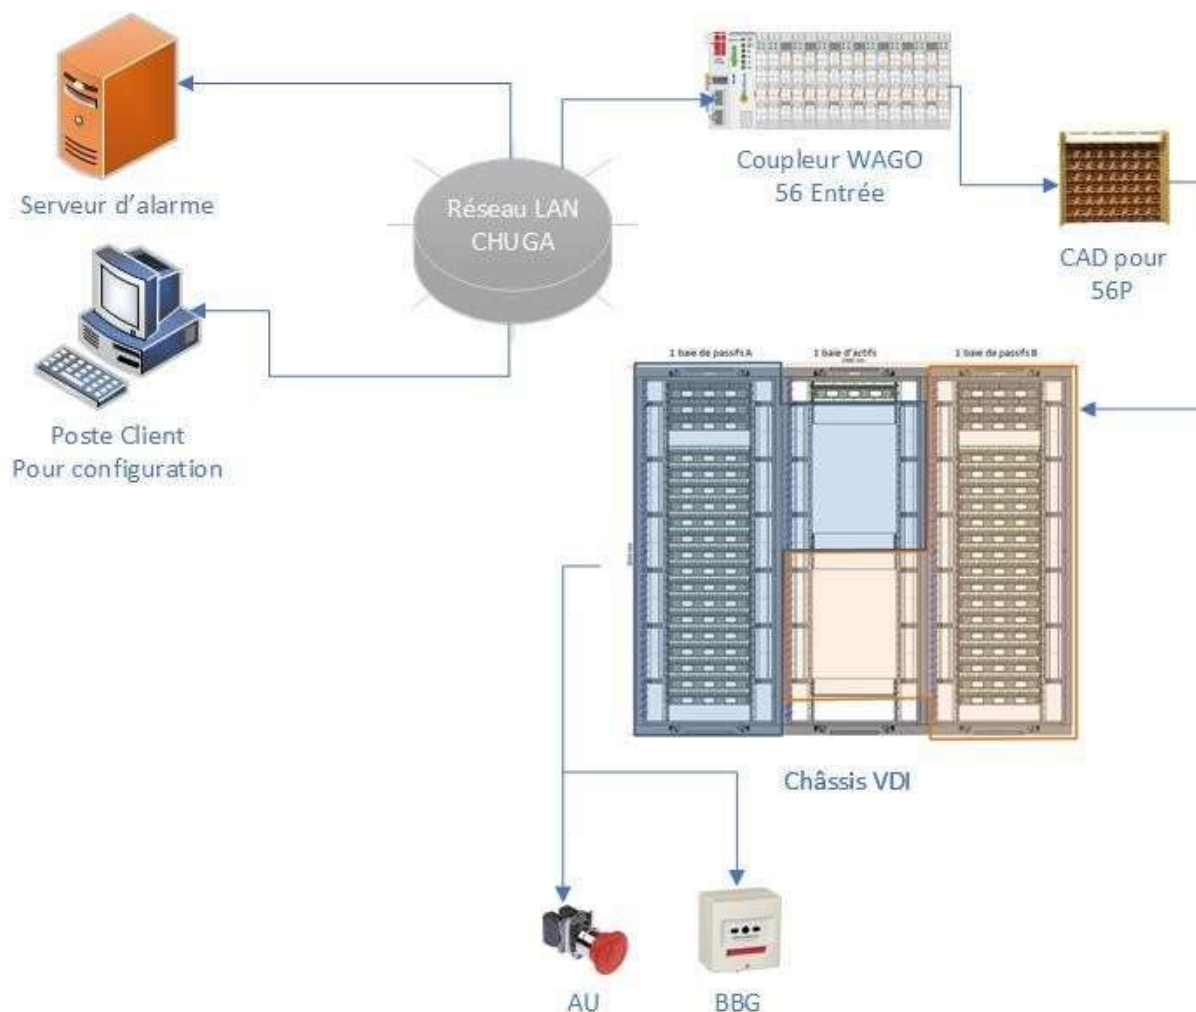 Serveur d'alarme
Poste Client
Pour configuration
Réseau LAN
CHUGA
Coupleur WAGO
56 Entrée
CAD pour
56P
1 baie de passifs A
1 baie d'actifs
1 baie de passifs B
Châssis VDI
AU
BBG